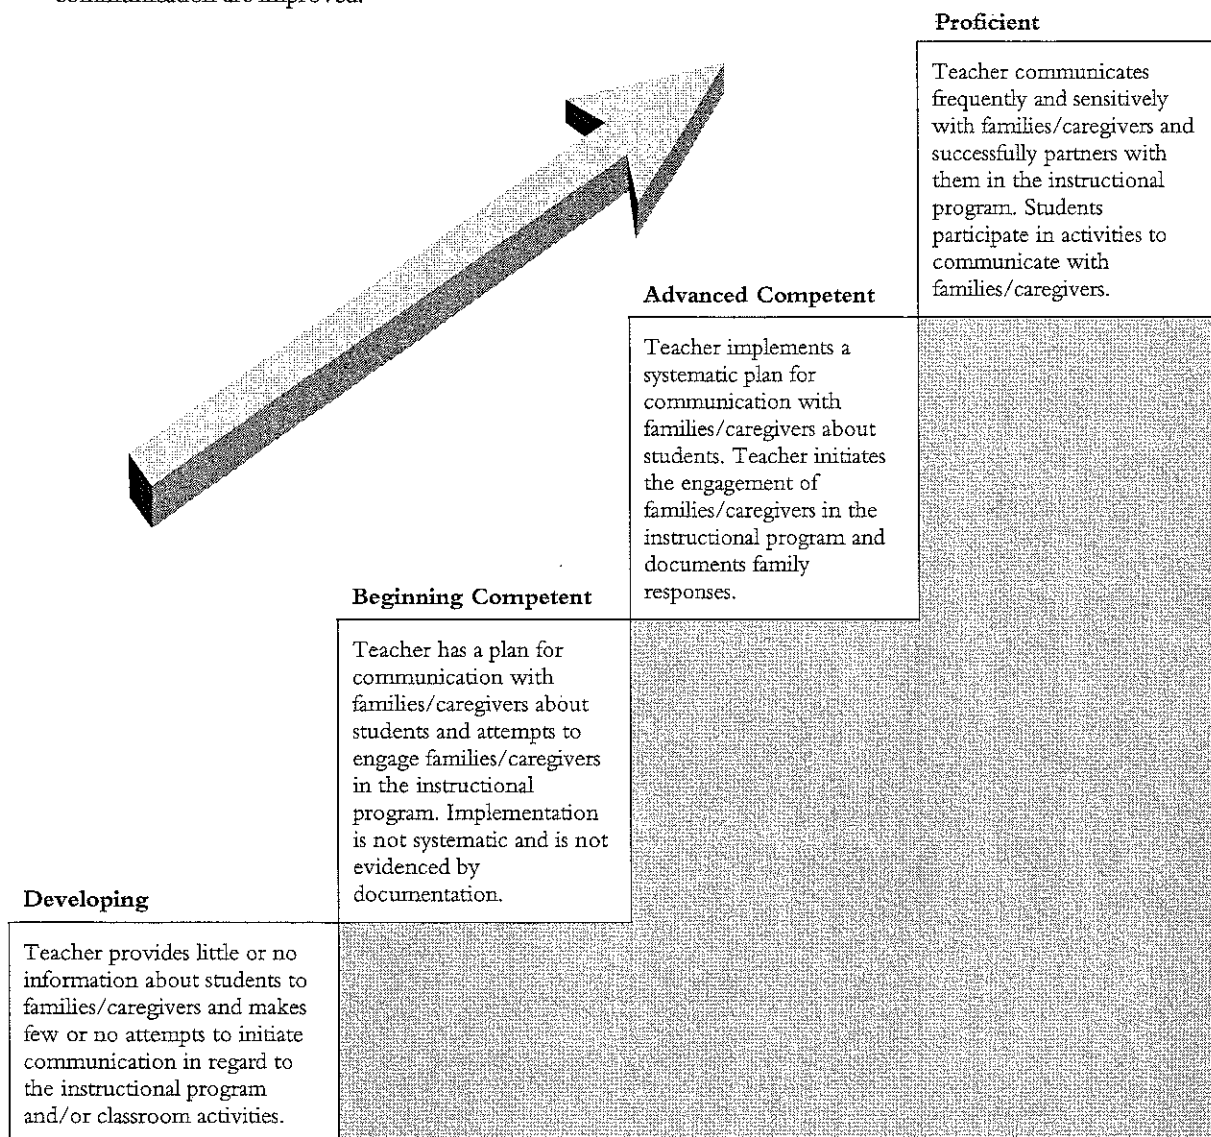 communication are improved.
Proficient
Teacher communicates
frequently and sensitively
with families/caregivers and
successfully partners with
them in the instructional
program. Students
participate in activities to
communicate with
families/caregivers.
Advanced Competent
Teacher implements a
systematic plan for
communication with
families/caregivers about
students. Teacher initiates
the engagement of
families/caregivers in the
instructional program and
documents family
responses.
Beginning Competent
Teacher has a plan for
communication with
families/caregivers about
students and attempts to
engage families/caregivers
in the instructional
program. Implementation
is not systematic and is not
evidenced by
documentation.
Developing
Teacher provides little or no
information about students to
families/caregivers and makes
few or no attempts to initiate
communication in regard to
the instructional program
and/or classroom activities.